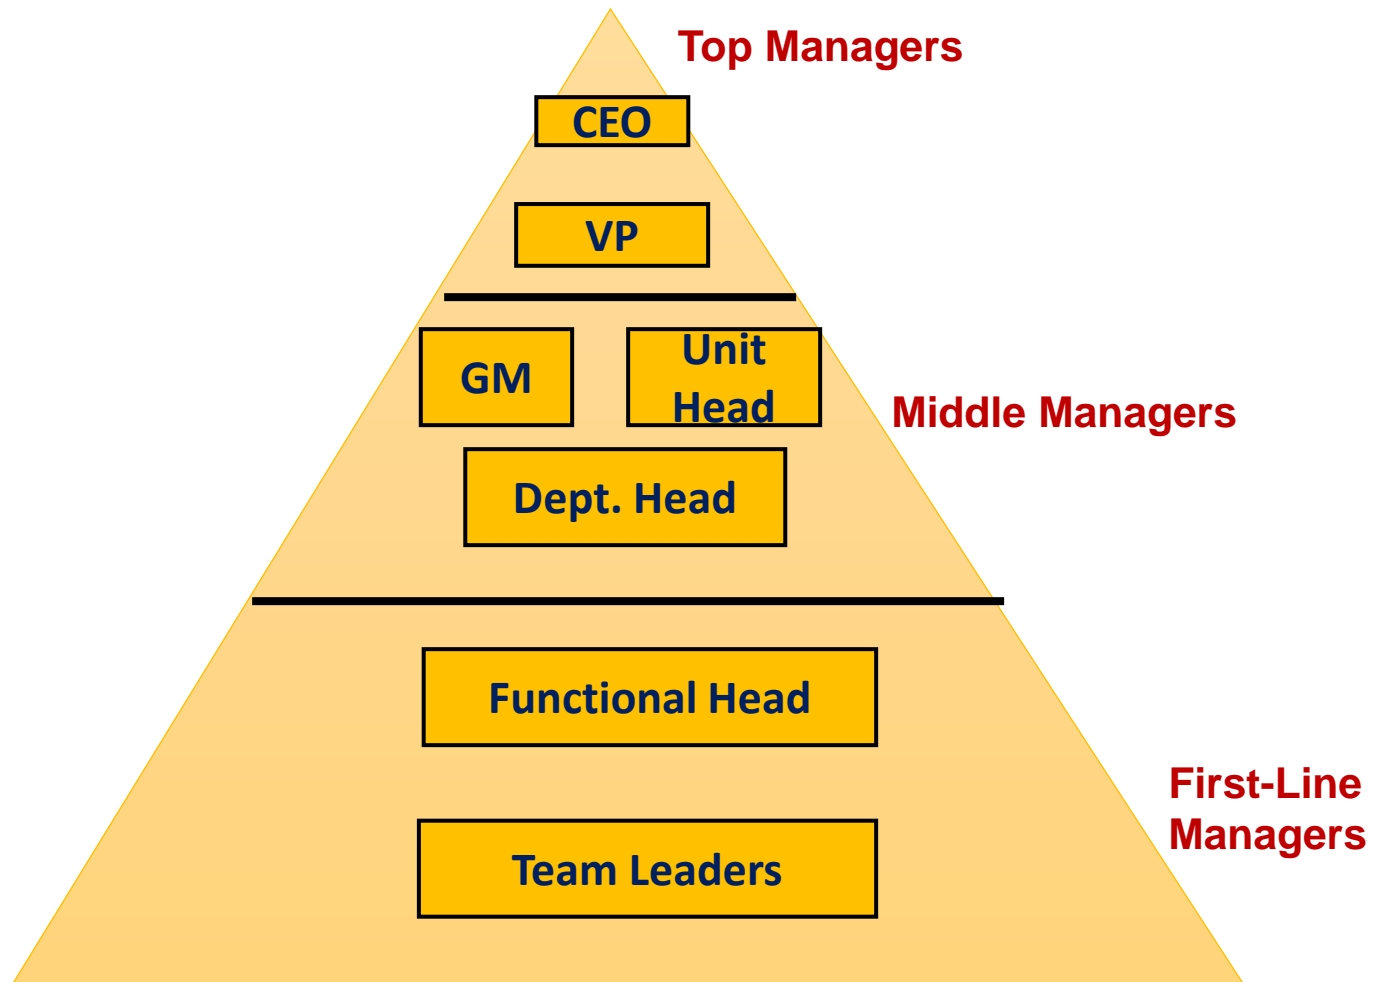 Top Managers
CEO
VP
GM
Unit
Head
Middle Managers
Dept. Head
Functional Head
First-Line
Managers
Team Leaders